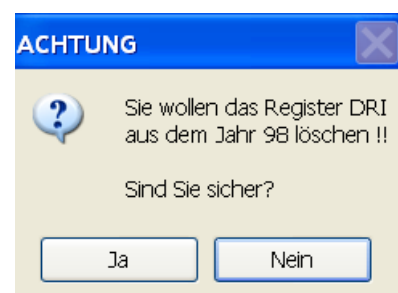 ACHTUNG
Sie wollen das Register DRI
aus dem Jahr 98 löschen !!
Sind Sie sicher?
Ja
Nein